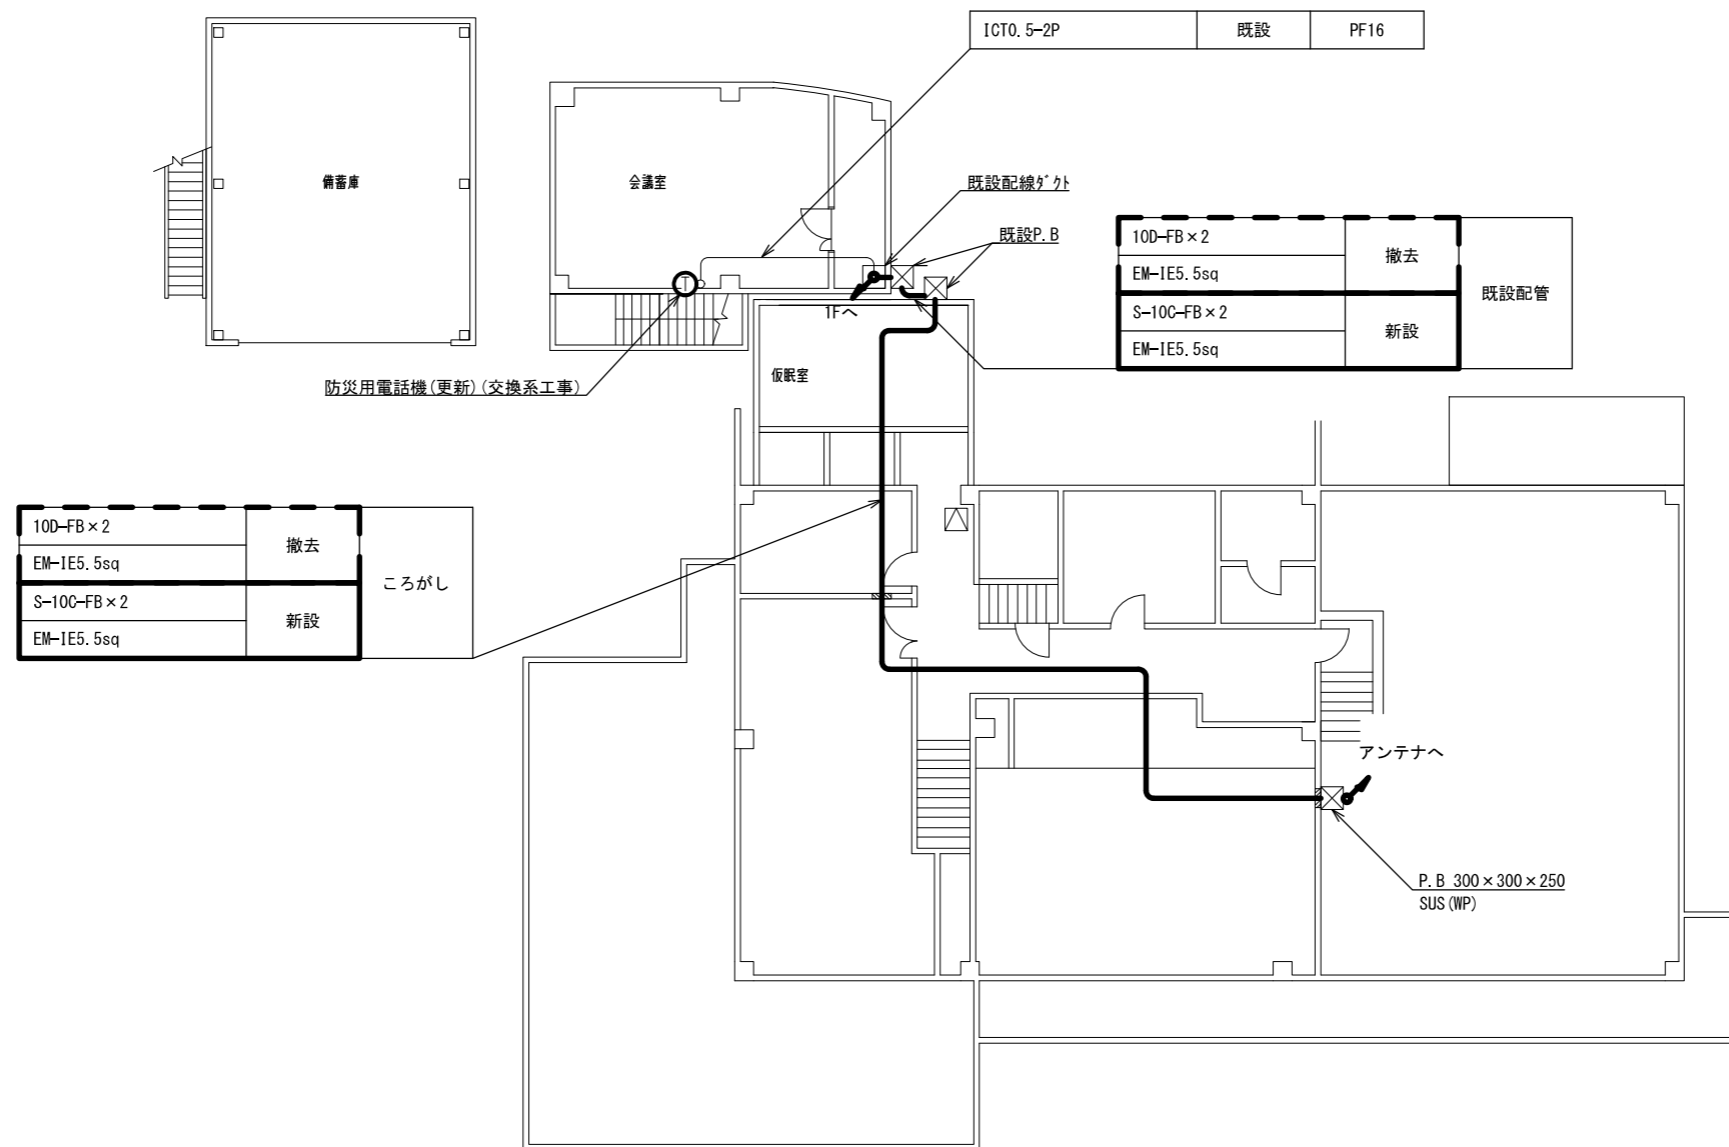 ICT0.5-2P 既設 PF16
備蓄庫
会議室
既設配線ダクト
既設P.B
10D-FB×2
撤去
EM-IE5.5sq
既設配管
S-10C-FB×2
新設
EM-IE5.5sq
T
1Fへ
仮眠室
防災用電話機(更新)(交換系工事)
10D-FB×2
撤去
EM-IE5.5sq
ころがし
S-10C-FB×2
新設
EM-IE5.5sq
アンテナへ
P.B 300×300×250
SUS(WP)